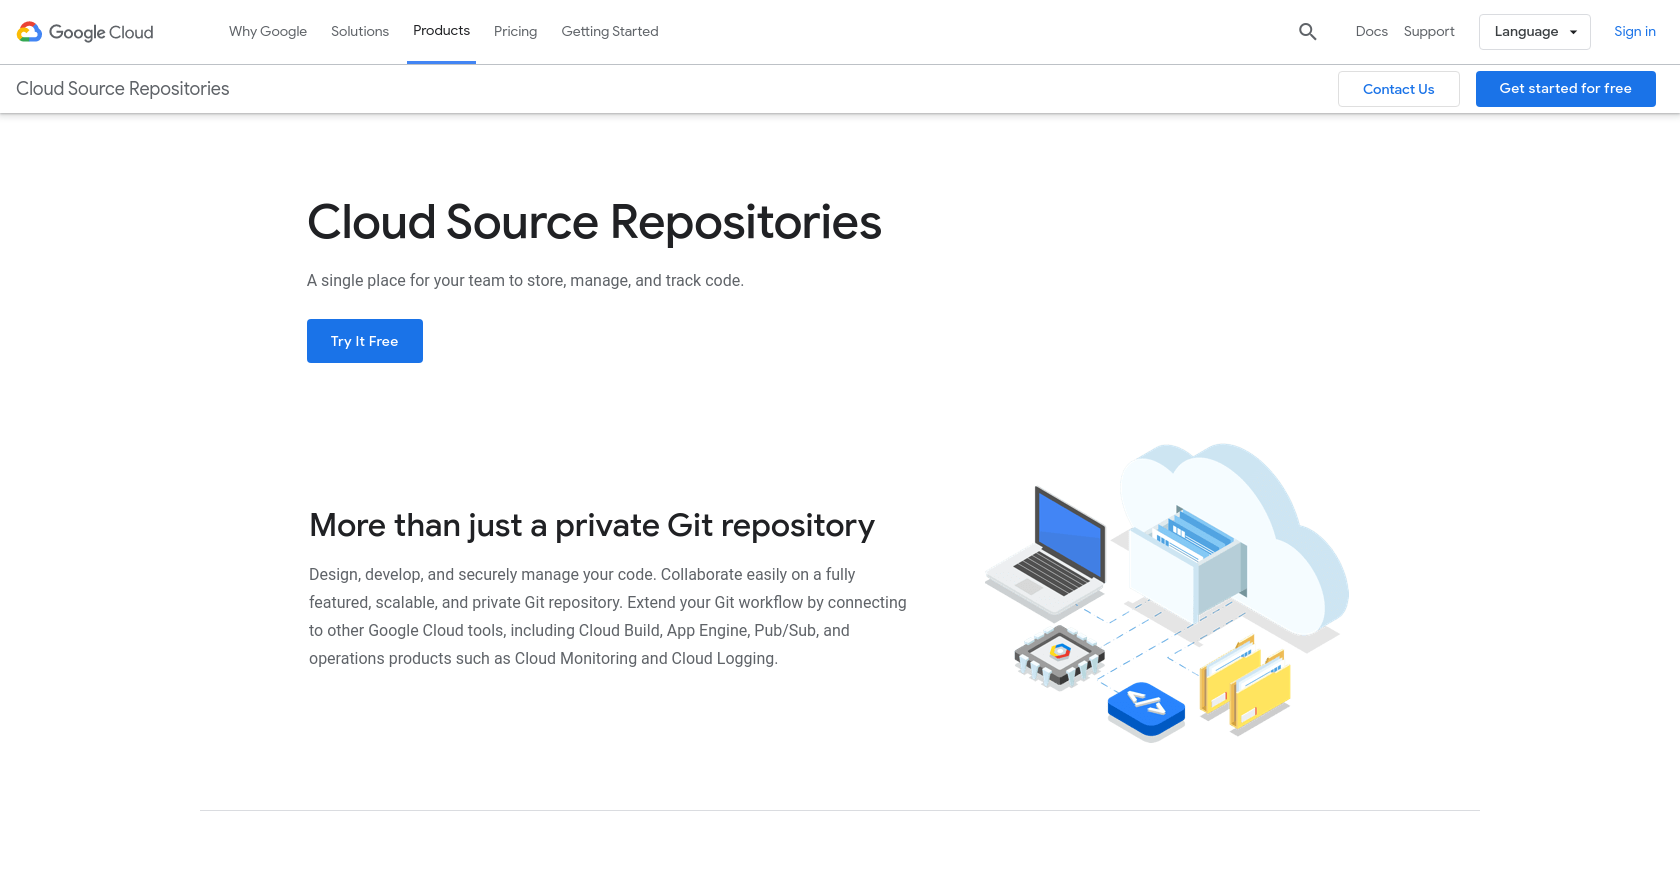 Google Cloud
Why Google
Solutions
Products
Pricing
Getting Started
Docs
Support
Language
Sign in
Cloud Source Repositories
Contact Us
Get started for free
Cloud Source Repositories
A single place for your team to store, manage, and track code.
Try It Free
More than just a private Git repository
Design, develop, and securely manage your code. Collaborate easily on a fully
featured, scalable, and private Git repository. Extend your Git workflow by connecting
to other Google Cloud tools, including Cloud Build, App Engine, Pub/Sub, and
operations products such as Cloud Monitoring and Cloud Logging.